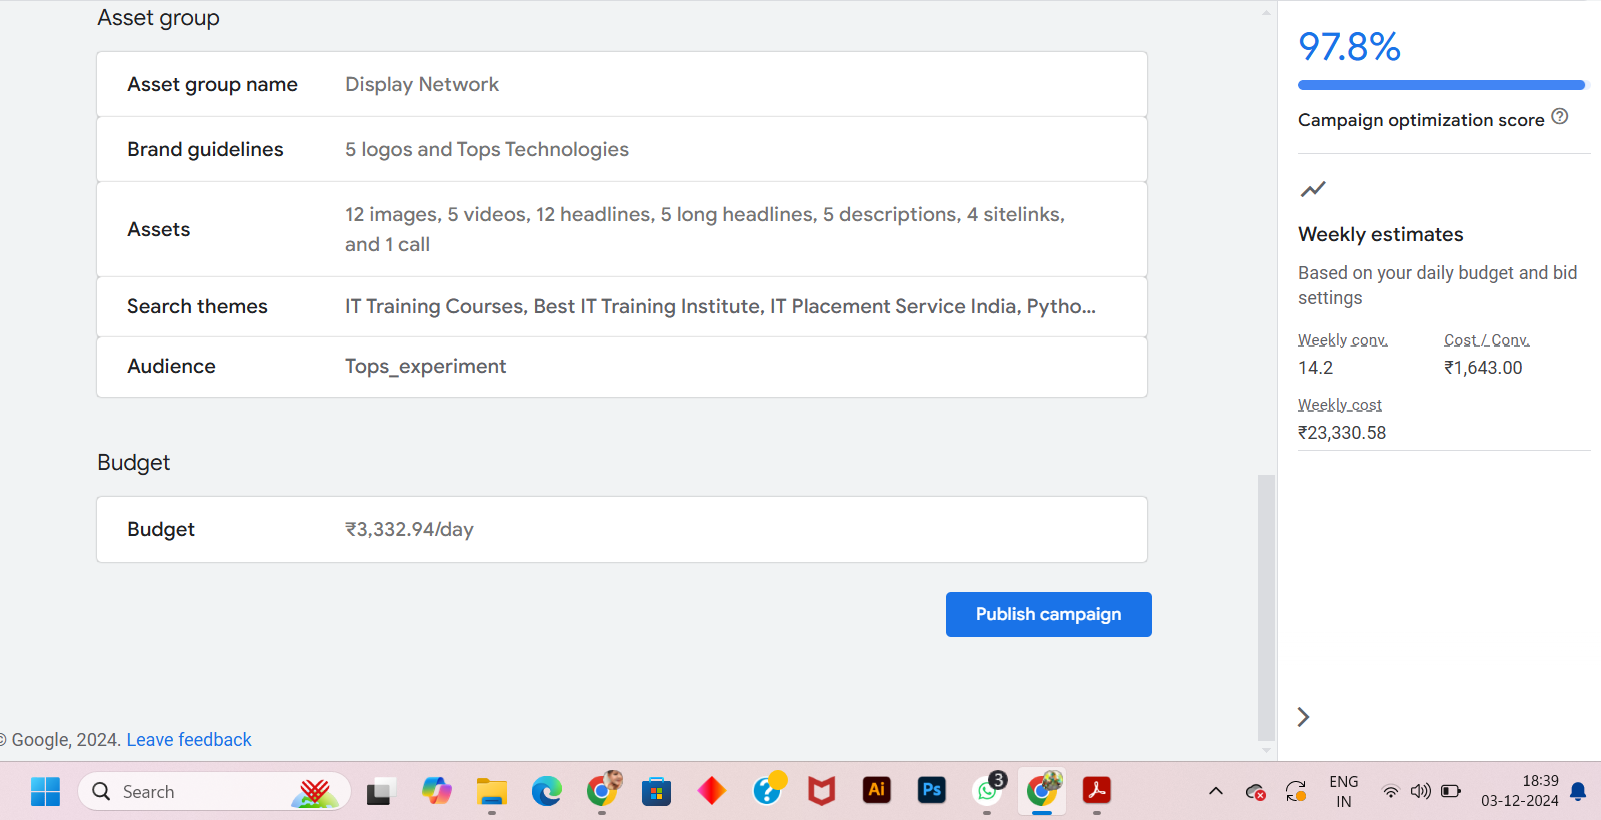 Asset group
Asset group name
Display Network
Brand guidelines
5 logos and Tops Technologies
Assets
12 images, 5 videos, 12 headlines, 5 long headlines, 5 descriptions, 4 sitelinks,
and 1 call
Search themes
IT Training Courses, Best IT Training Institute, IT Placement Service India, Pytho...
Audience
Tops_experiment
Budget
Budget
₹3,332.94/day
Publish campaign
© Google, 2024. Leave feedback
97.8%
Campaign optimization score
Weekly estimates
Based on your daily budget and bid
settings
Weekly conv.
Cost / Conv.
14.2
₹1,643.00
Weekly cost
₹23,330.58
Search
Ai
Ps
3
ENG
IN
18:39
03-12-2024